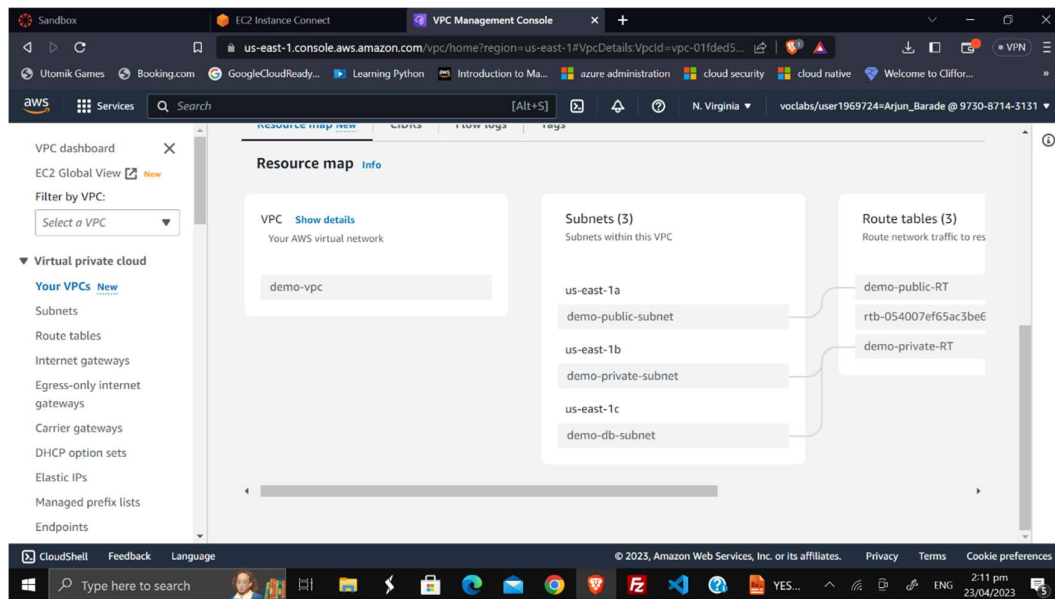 Sandbox
EC2 Instance Connect
VPC Management Console
us-east-1.console.aws.amazon.com/vpc/home?region=us-east-1#VpcDetails:VpcId=vpc-01fded5...
VPN
Utomik Games
Booking.com
GoogleCloudReady...
Learning Python
Introduction to Ma...
azure administration
cloud security
cloud native
Welcome to Cliffor...
aws
Services
Search
[Alt+S]
N. Virginia
voclabs/user1969724=Arjun_Barade @ 9730-8714-3131
VPC dashboard
EC2 Global View New
Filter by VPC:
Select a VPC
Virtual private cloud
Your VPCs New
Subnets
Route tables
Internet gateways
Egress-only internet
gateways
Carrier gateways
DHCP option sets
Elastic IPs
Managed prefix lists
Endpoints
Resource map New
CIDRs
Flow logs
Tags
Resource map Info
VPC Show details
Your AWS virtual network
demo-vpc
Subnets (3)
Subnets within this VPC
us-east-1a
demo-public-subnet
us-east-1b
demo-private-subnet
us-east-1c
demo-db-subnet
Route tables (3)
Route network traffic to res
demo-public-RT
rtb-054007ef65ac3be6
demo-private-RT
CloudShell
Feedback
Language
© 2023, Amazon Web Services, Inc. or its affiliates.
Privacy
Terms
Cookie preferences
Type here to search
YES...
ENG
2:11 pm
23/04/2023
5